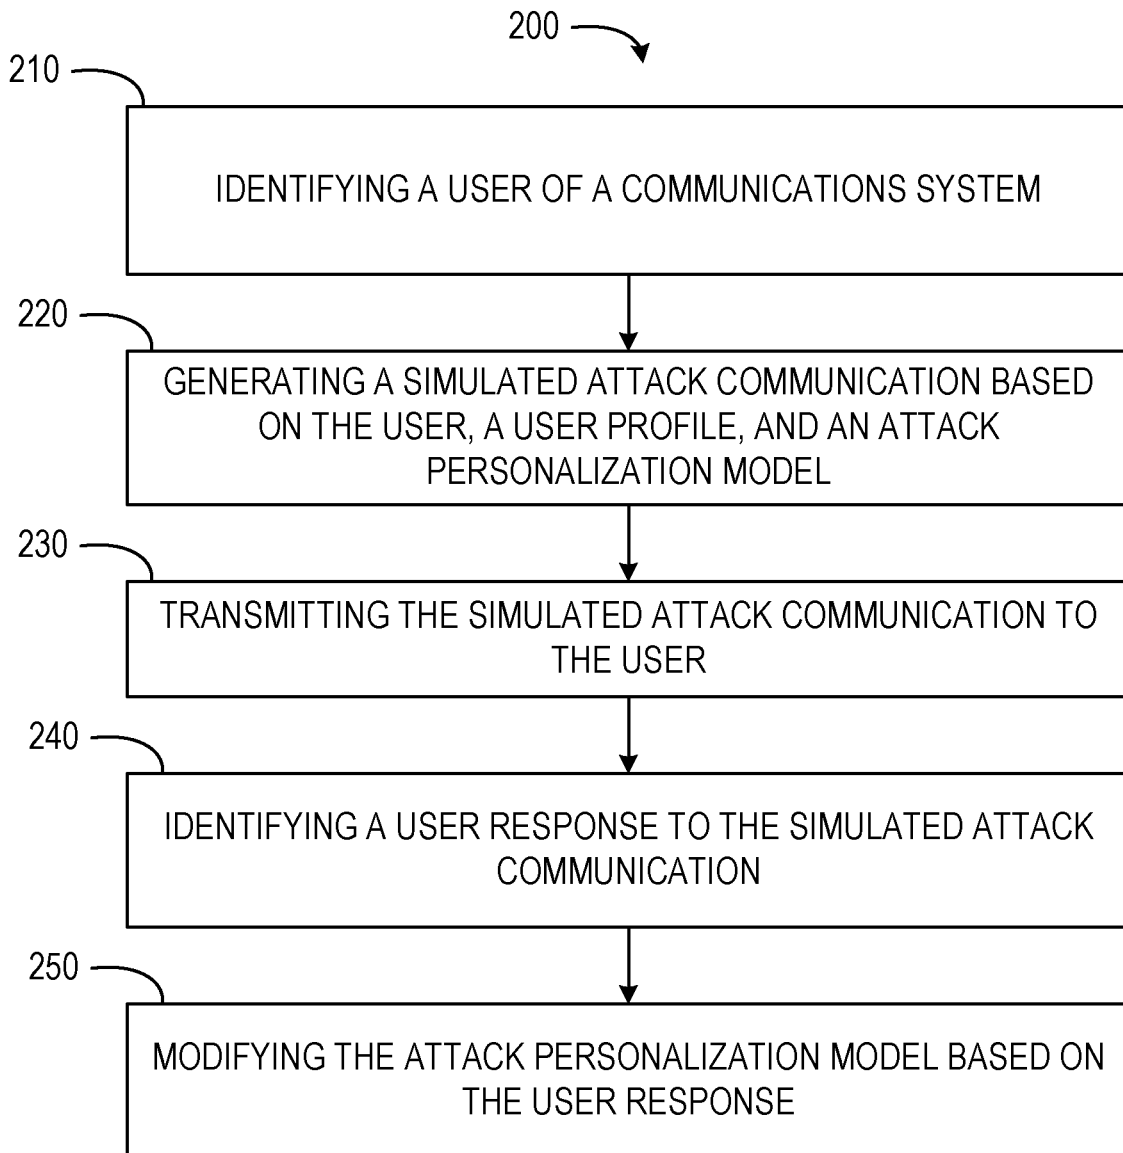 200
210
IDENTIFYING A USER OF A COMMUNICATIONS SYSTEM
220
GENERATING A SIMULATED ATTACK COMMUNICATION BASED
ON THE USER, A USER PROFILE, AND AN ATTACK
PERSONALIZATION MODEL
230
TRANSMITTING THE SIMULATED ATTACK COMMUNICATION TO
THE USER
240
IDENTIFYING A USER RESPONSE TO THE SIMULATED ATTACK
COMMUNICATION
250
MODIFYING THE ATTACK PERSONALIZATION MODEL BASED ON
THE USER RESPONSE